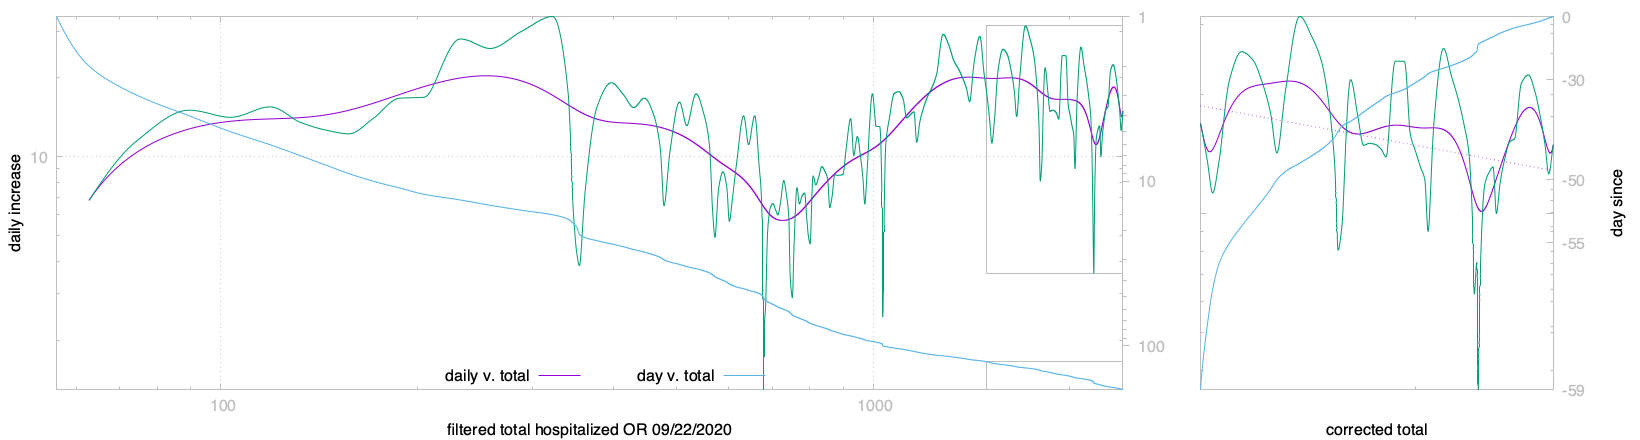 daily increase
10
100
1000
1
10
100
daily v. total
day v. total
filtered total hospitalized OR 09/22/2020
0
-30
-50
-55
-59
day since
corrected total